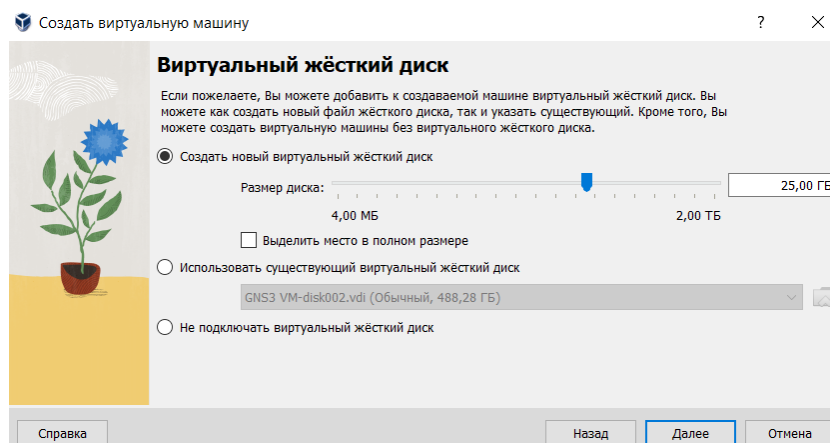 Создать виртуальную машину
?
Виртуальный жёсткий диск
Если пожелаете, Вы можете добавить к создаваемой машине виртуальный жёсткий диск. Вы
можете как создать новый файл жёсткого диска, так и указать существующий. Кроме того, Вы
можете создать виртуальную машины без виртуального жёсткого диска.
Создать новый виртуальный жёсткий диск
Размер диска:
25,00 ГБ
4,00 МБ
2,00 ТБ
Выделить место в полном размере
Использовать существующий виртуальный жёсткий диск
GNS3 VM-disk002.vdi (Обычный, 488,28 ГБ)
Не подключать виртуальный жёсткий диск
Справка
Назад
Далее
Отмена